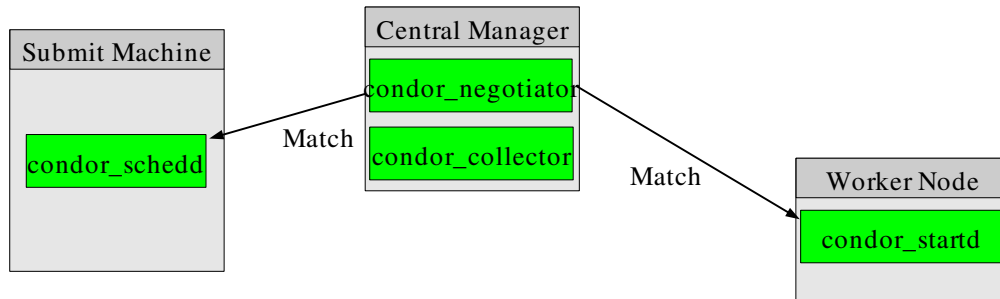 Central Manager
Submit Machine
condor_negotiator
Match
condor_schedd
condor_collector
Match
Worker Node
condor_startd